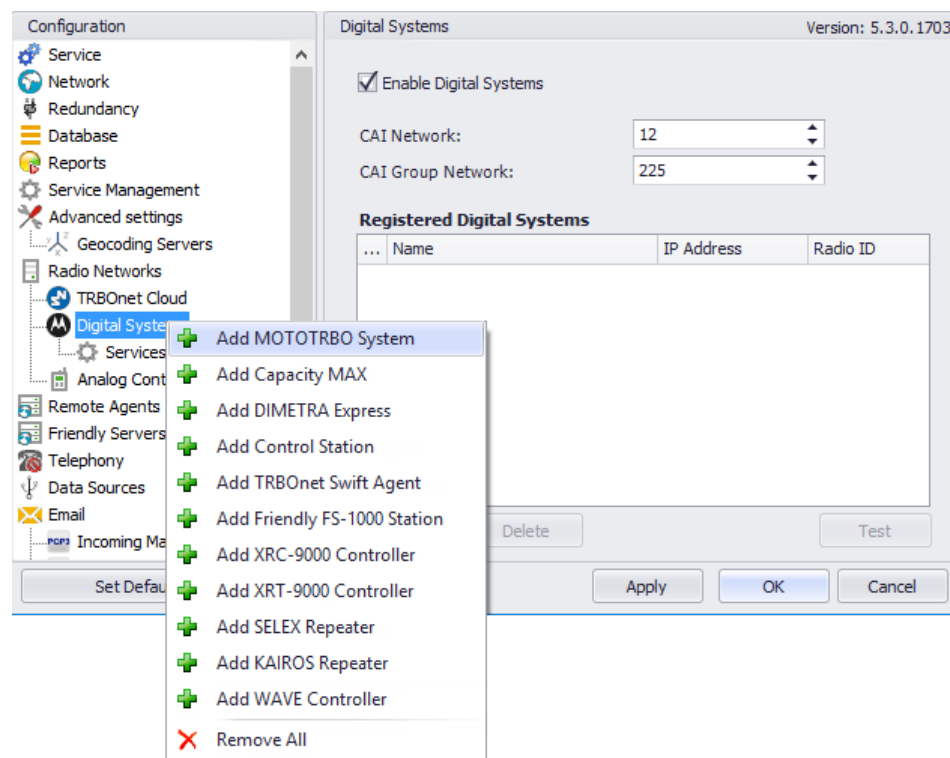 Configuration
Service
Network
Redundancy
Database
Reports
Service Management
Advanced settings
Geocoding Servers
Radio Networks
TRBOnet Cloud
Digital Syste
Services
Analog Cont
Remote Agents
Friendly Servers
Telephony
Data Sources
Email
POP3 Incoming Ma
Set Defau
Add MOTOTRBO System
Add Capacity MAX
Add DIMETRA Express
Add Control Station
Add TRBOnet Swift Agent
Add Friendly FS-1000 Station
Add XRC-9000 Controller
Add XRT-9000 Controller
Add SELEX Repeater
Add KAIROS Repeater
Add WAVE Controller
Remove All
Digital Systems Version: 5.3.0.1703
Enable Digital Systems
CAI Network: 12
CAI Group Network: 225
Registered Digital Systems
... Name IP Address Radio ID
Delete Test
Apply OK Cancel